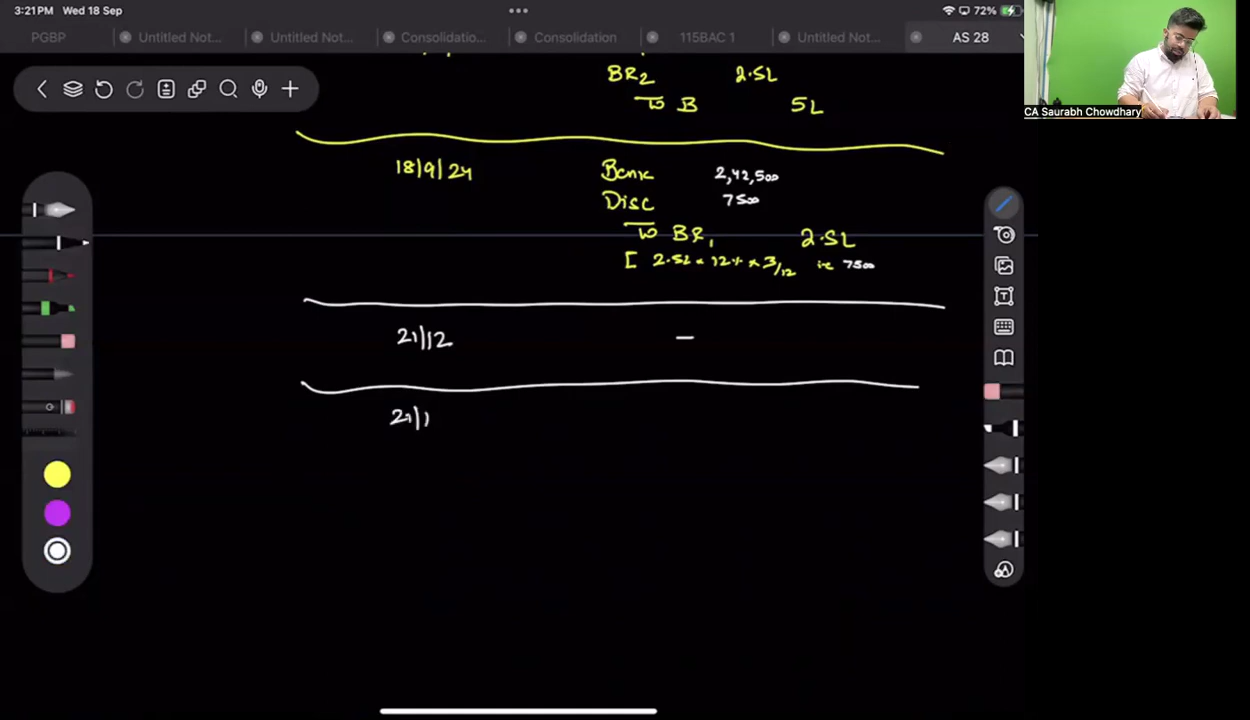 3:21 PM Wed 18 Sep
72%
PGBP
Untitled Not...
Untitled Not...
Consolidatio...
Consolidation
115BAC 1
Untitled Not...
AS 28
CA Saurabh Chowdhary
BR2 2.5L
To B 5L
18/9/24 Bank 2,42,500
Disc 7500
To BR1 2.5L
[ 2.5L × 12% × 3/12 ie 7500
21/12 —
21/1